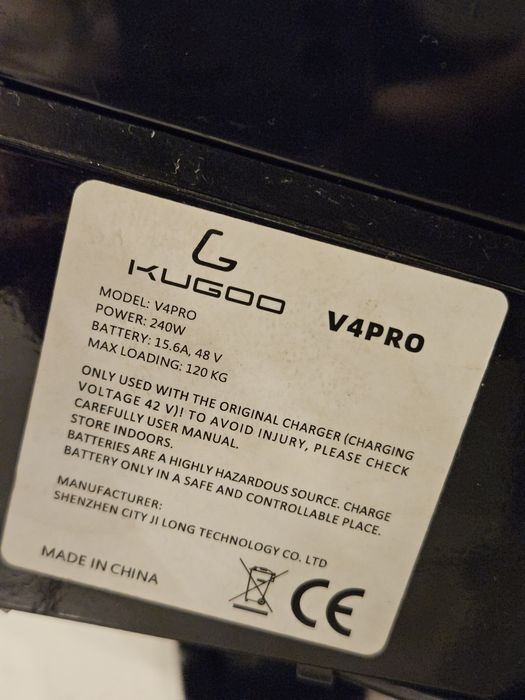 KUGOO
V4PRO
MODEL: V4PRO
POWER: 240W
BATTERY: 15.6A, 48 V
MAX LOADING: 120 KG
ONLY USED WITH THE ORIGINAL CHARGER (CHARGING
VOLTAGE 42 V)! TO AVOID INJURY, PLEASE CHECK
CAREFULLY USER MANUAL.
STORE INDOORS.
BATTERIES ARE A HIGHLY HAZARDOUS SOURCE. CHARGE
BATTERY ONLY IN A SAFE AND CONTROLLABLE PLACE.
MANUFACTURER:
SHENZHEN CITY JI LONG TECHNOLOGY CO. LTD
MADE IN CHINA
CE